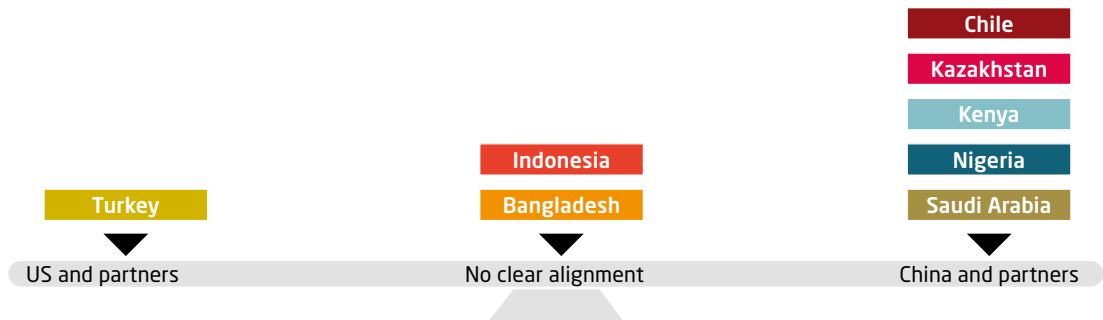 Chile
Kazakhstan
Kenya
Indonesia
Nigeria
Turkey
Bangladesh
Saudi Arabia
US and partners
No clear alignment
China and partners